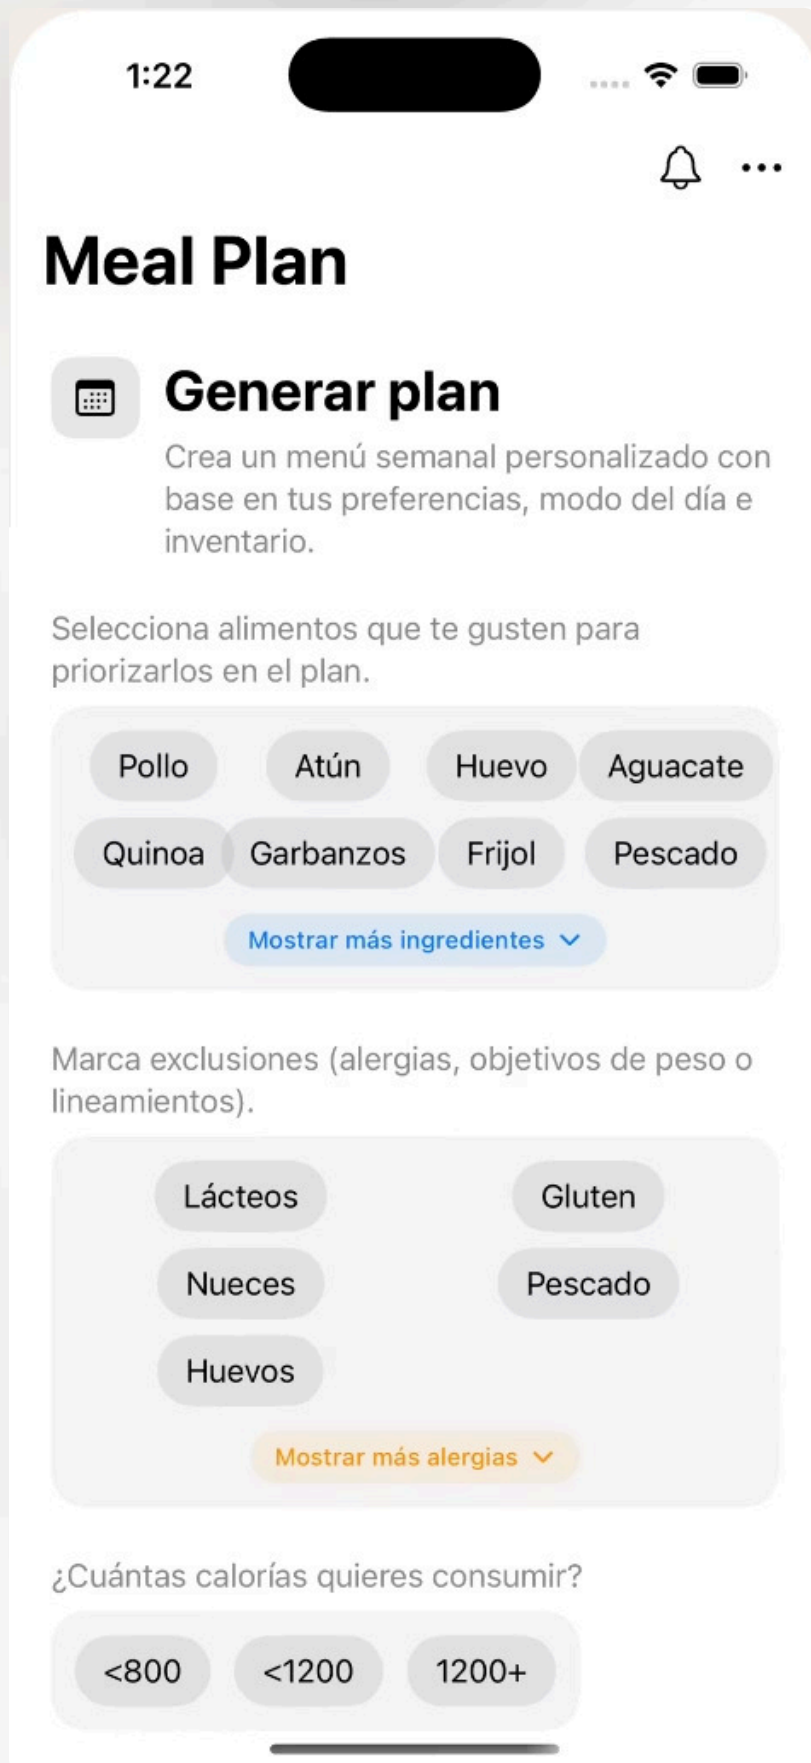 1:22
Meal Plan
Generar plan
Crea un menú semanal personalizado con
base en tus preferencias, modo del día e
inventario.
Selecciona alimentos que te gusten para
priorizarlos en el plan.
Pollo Atún Huevo Aguacate
Quinoa Garbanzos Frijol Pescado
Mostrar más ingredientes
Marca exclusiones (alergias, objetivos de peso o
lineamientos).
Lácteos Gluten
Nueces Pescado
Huevos
Mostrar más alergias
¿Cuántas calorías quieres consumir?
<800 <1200 1200+